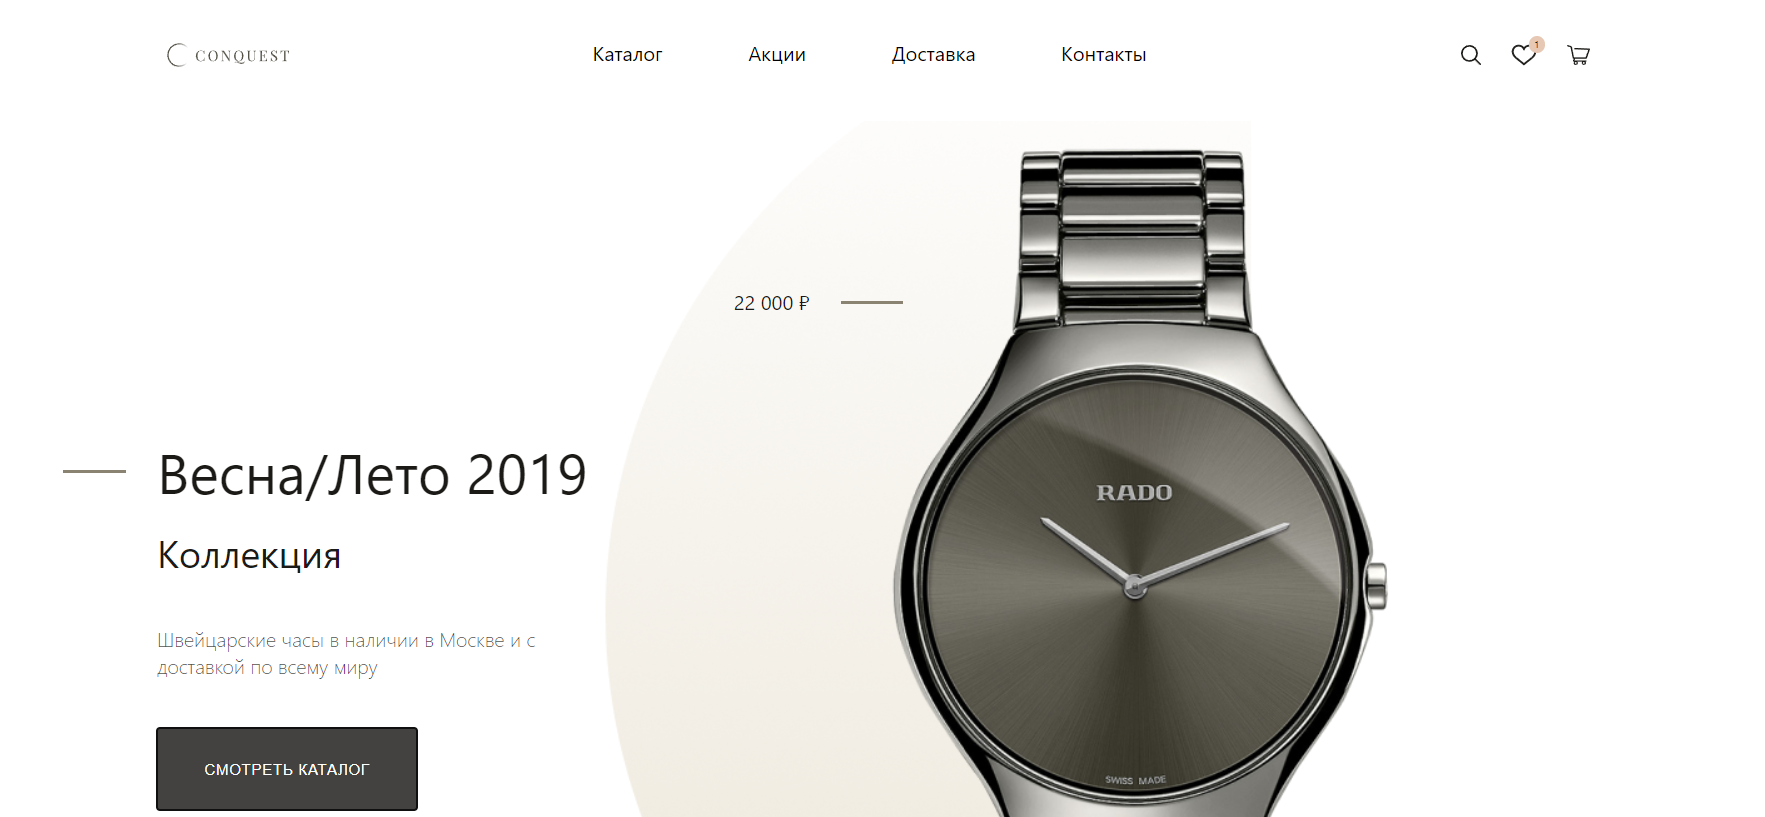 CONQUEST
Каталог
Акции
Доставка
Контакты
1
22 000 ₽
Весна/Лето 2019
Коллекция
Швейцарские часы в наличии в Москве и с
доставкой по всему миру
СМОТРЕТЬ КАТАЛОГ
RADO
SWISS MADE